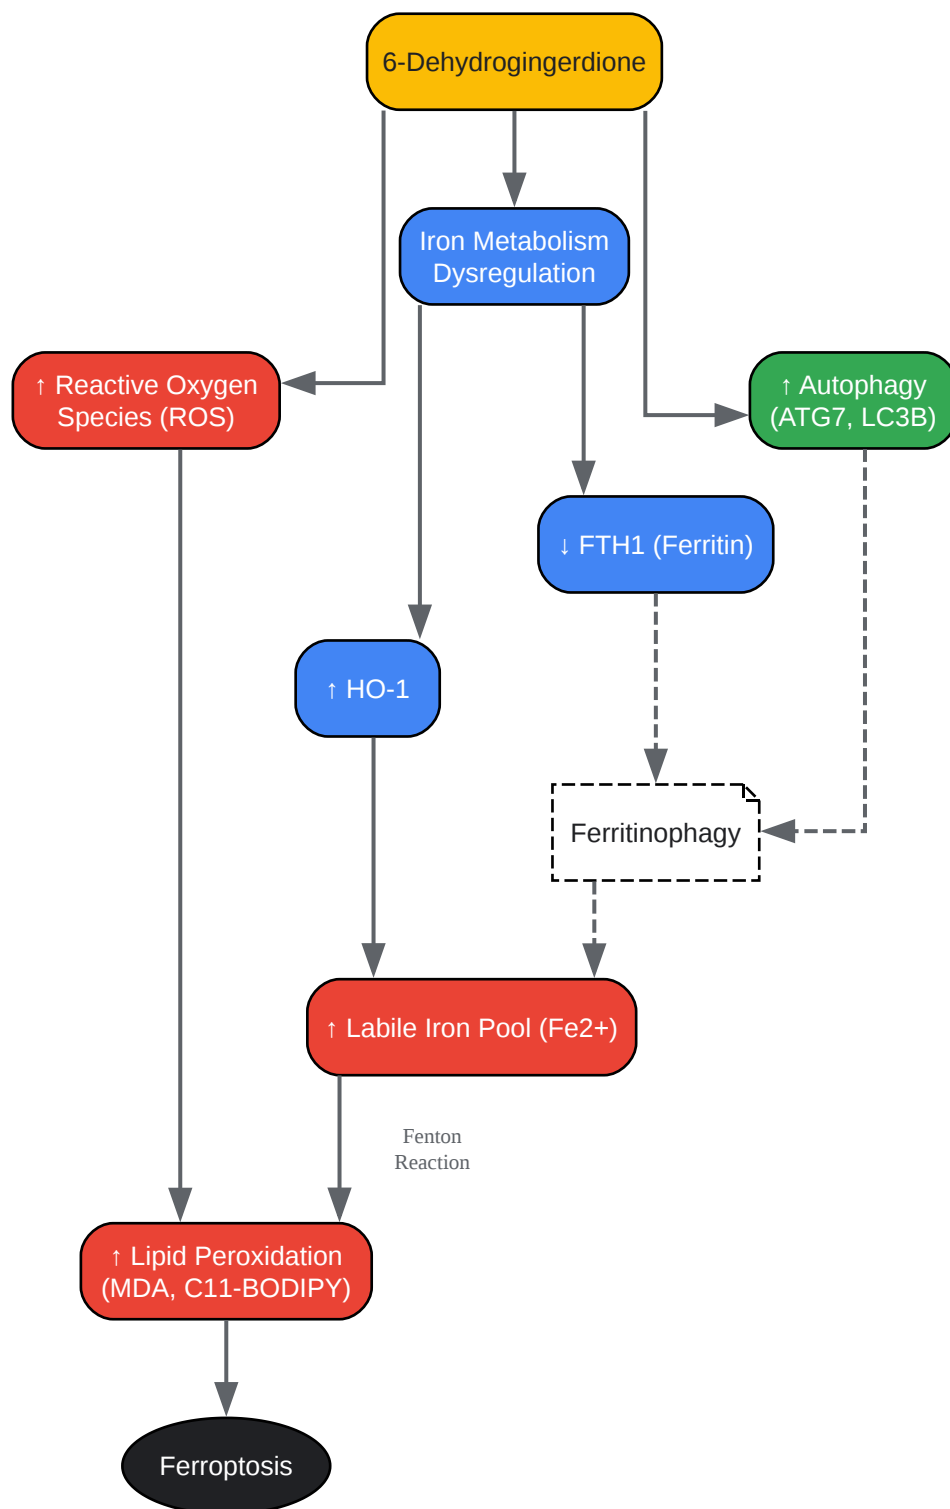 6-Dehydrogingerdione
Iron Metabolism
Dysregulation
↑ Reactive Oxygen
Species (ROS)
↑ Autophagy
(ATG7, LC3B)
↓ FTH1 (Ferritin)
↑ HO-1
Ferritinophagy
↑ Labile Iron Pool (Fe2+)
Fenton
Reaction
↑ Lipid Peroxidation
(MDA, C11-BODIPY)
Ferroptosis